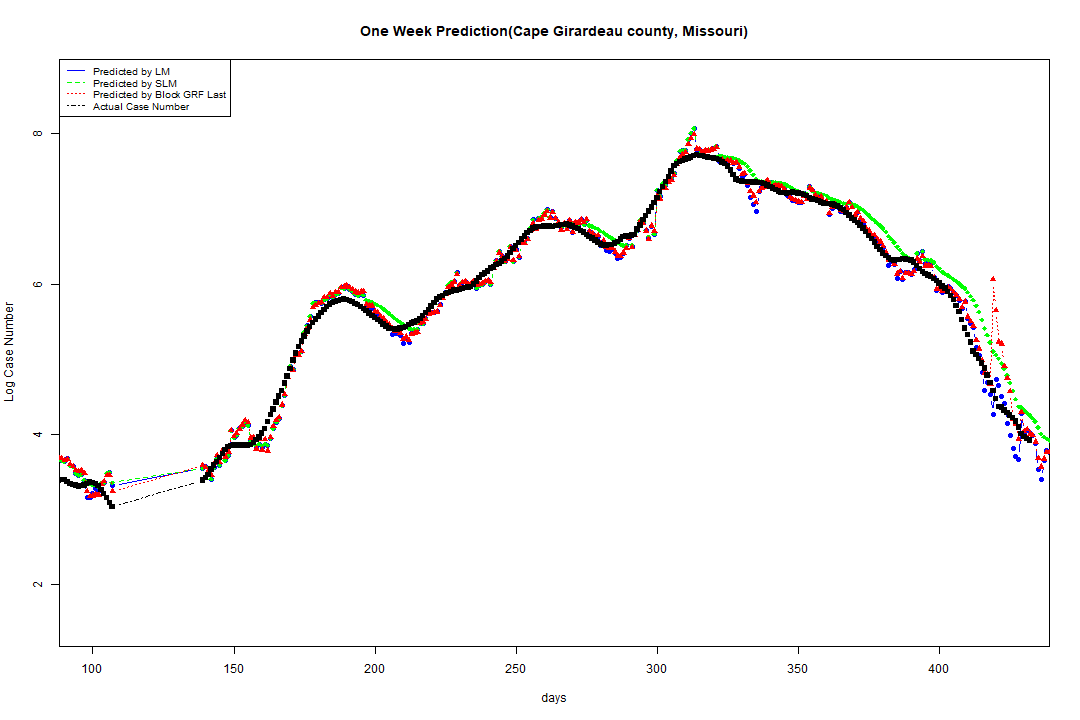 One Week Prediction(Cape Girardeau county, Missouri)
Predicted by LM
Predicted by SLM
Predicted by Block GRF Last
Actual Case Number
8
6
4
2
Log Case Number
100 150 200 250 300 350 400
days